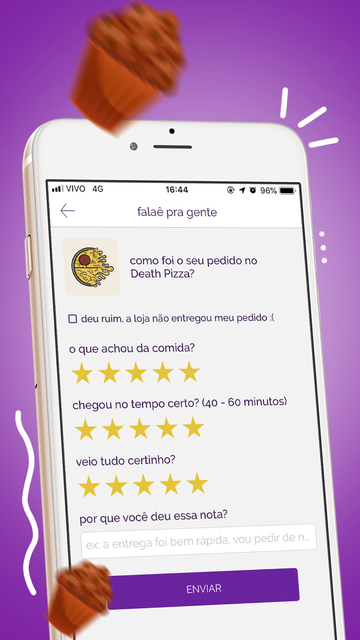 VIVO 4G 16:44 96%
falaê pra gente
como foi o seu pedido no
Death Pizza?
deu ruim, a loja não entregou meu pedido :(
o que achou da comida?
chegou no tempo certo? (40 - 60 minutos)
veio tudo certinho?
por que você deu essa nota?
ex: a entrega foi bem rápida. vou pedir de n..
ENVIAR